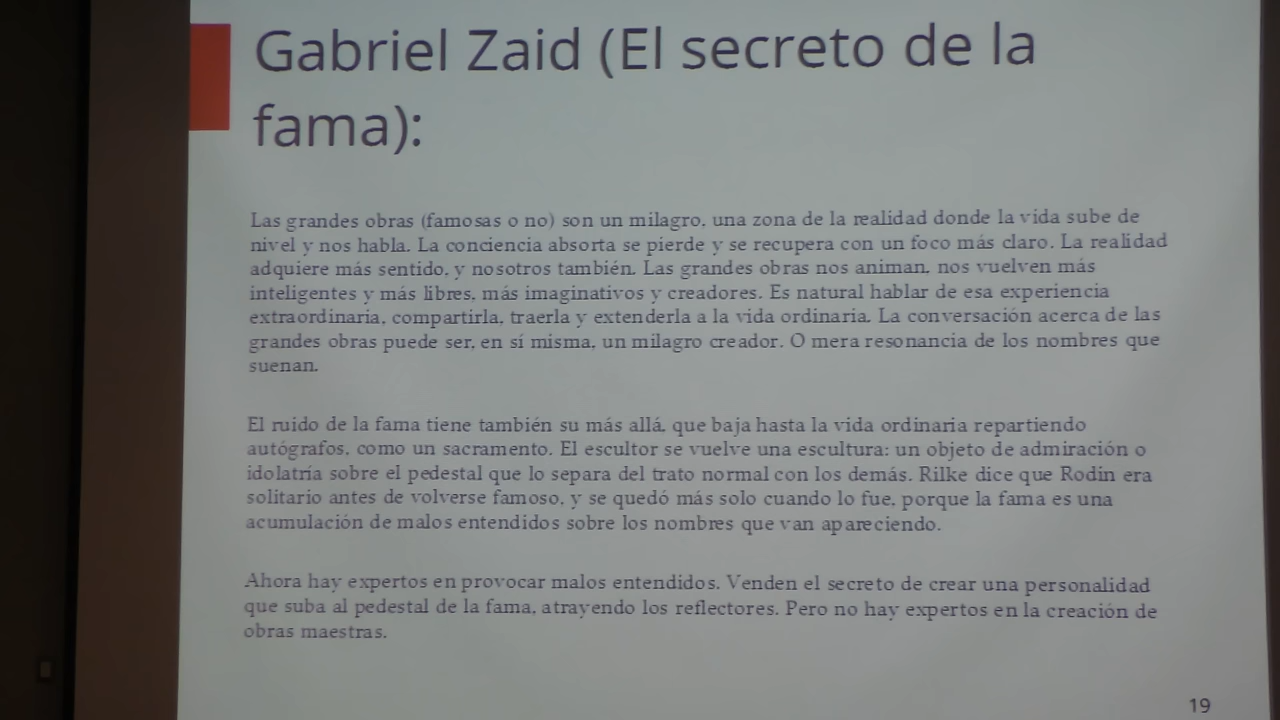 Gabriel Zaid (El secreto de la
fama):
Las grandes obras (famosas o no) son un milagro, una zona de la realidad donde la vida sube de
nivel y nos habla. La conciencia absorta se pierde y se recupera con un foco más claro. La realidad
adquiere más sentido, y nosotros también. Las grandes obras nos animan, nos vuelven más
inteligentes y más libres, más imaginativos y creadores. Es natural hablar de esa experiencia
extraordinaria, compartirla, traerla y extenderla a la vida ordinaria. La conversación acerca de las
grandes obras puede ser, en sí misma, un milagro creador. O mera resonancia de los nombres que
suenan.
El ruido de la fama tiene también su más allá, que baja hasta la vida ordinaria repartiendo
autógrafos, como un sacramento. El escultor se vuelve una escultura: un objeto de admiración o
idolatría sobre el pedestal que lo separa del trato normal con los demás. Rilke dice que Rodin era
solitario antes de volverse famoso, y se quedó más solo cuando lo fue, porque la fama es una
acumulación de malos entendidos sobre los nombres que van apareciendo.
Ahora hay expertos en provocar malos entendidos. Venden el secreto de crear una personalidad
que suba al pedestal de la fama, atrayendo los reflectores. Pero no hay expertos en la creación de
obras maestras.
19